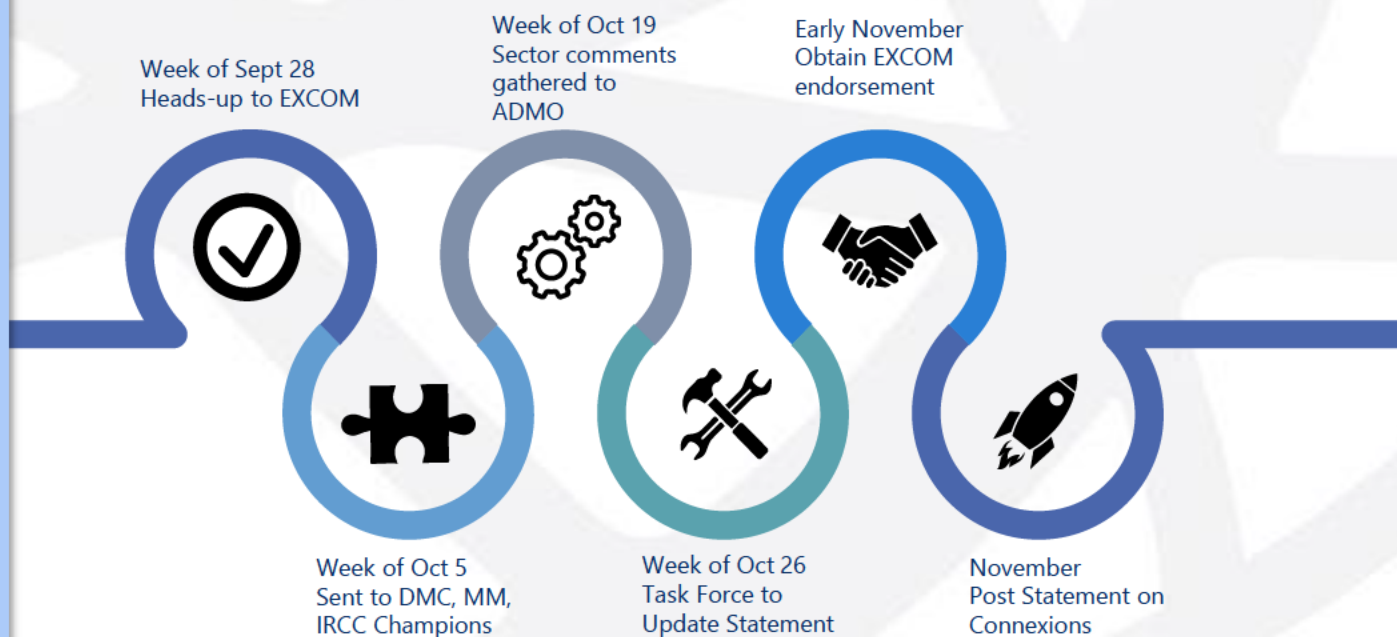 Week of Sept 28
Heads-up to EXCOM
Week of Oct 5
Sent to DMC, MM,
IRCC Champions
Week of Oct 19
Sector comments
gathered to
ADMO
Week of Oct 26
Task Force to
Update Statement
Early November
Obtain EXCOM
endorsement
November
Post Statement on
Connexions